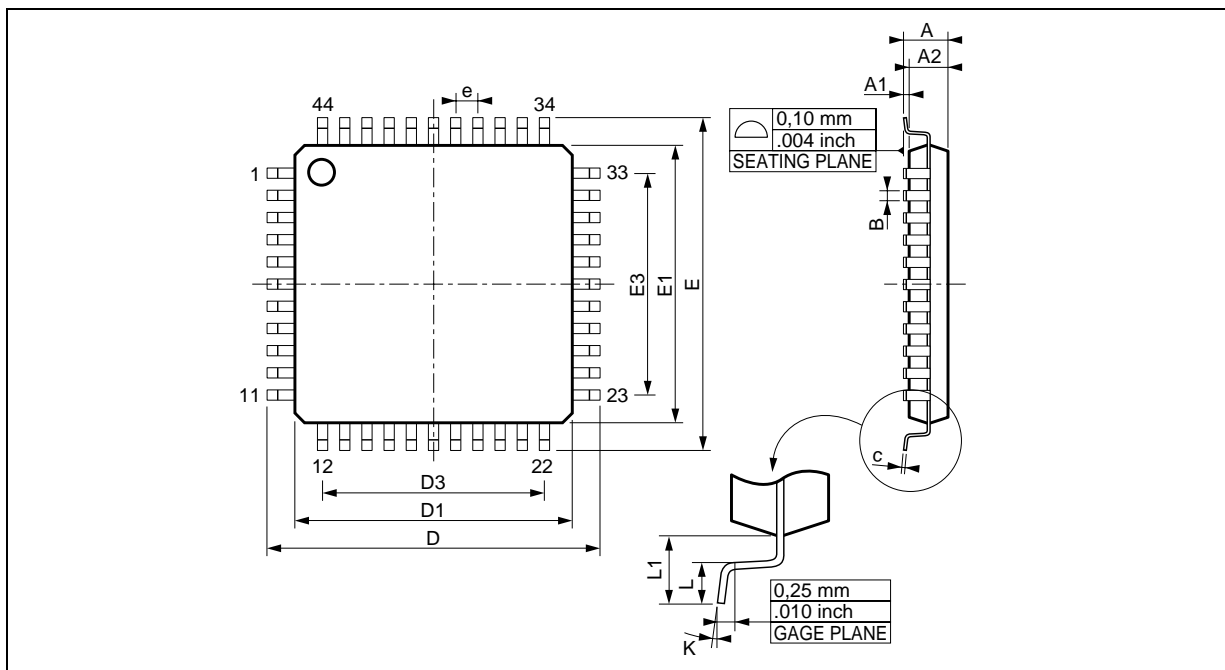 A
A2
A1
44
e
34
0,10 mm
.004 inch
SEATING PLANE
1
33
B
E3
E1
E
11
23
12
22
c
D3
D1
D
L1
L
K
0,25 mm
.010 inch
GAGE PLANE